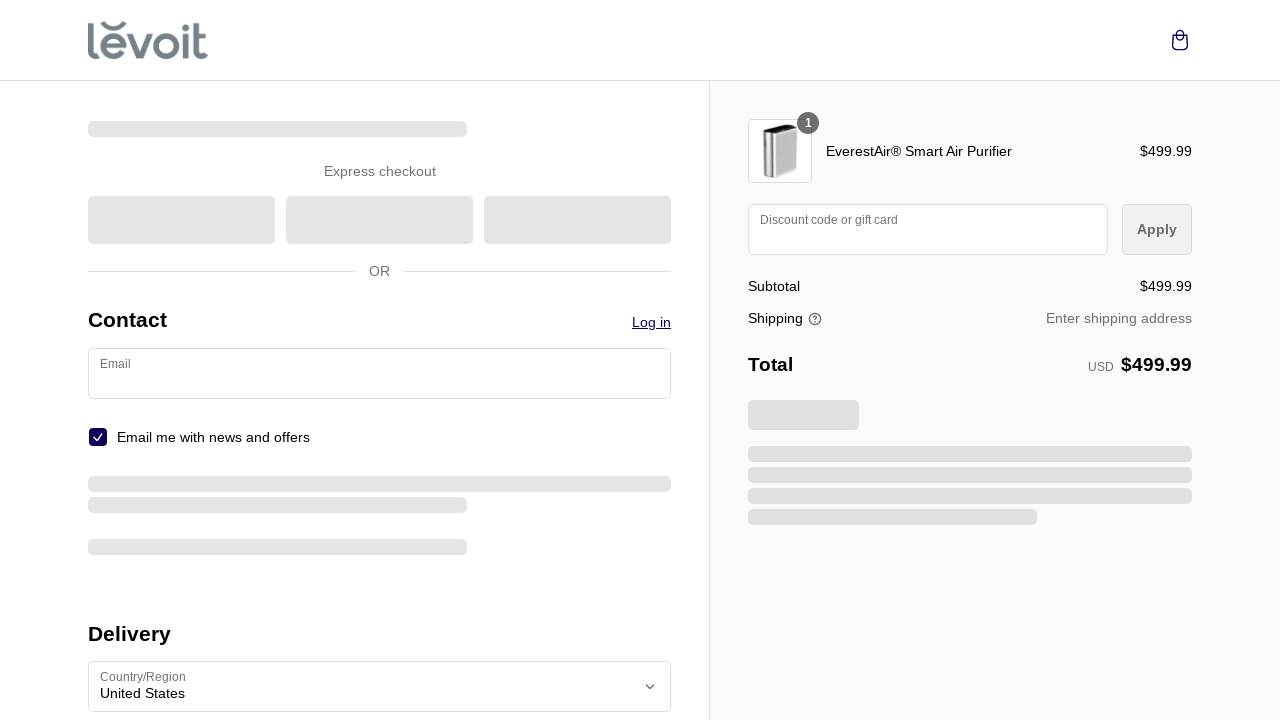 levoit
Express checkout
OR
Contact
Log in
Email
Email me with news and offers
Delivery
Country/Region
United States
1
EverestAir® Smart Air Purifier
$499.99
Discount code or gift card
Apply
Subtotal
$499.99
Shipping
Enter shipping address
Total
USD $499.99